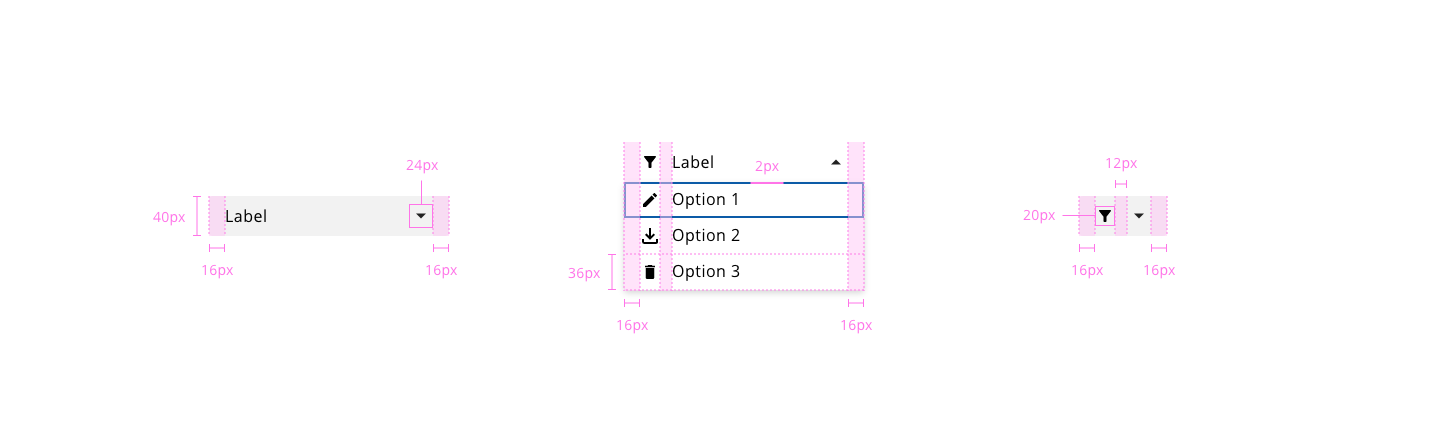 24px
40px
Label
16px
16px
Label
2px
Option 1
Option 2
36px
Option 3
16px
16px
12px
20px
16px
16px